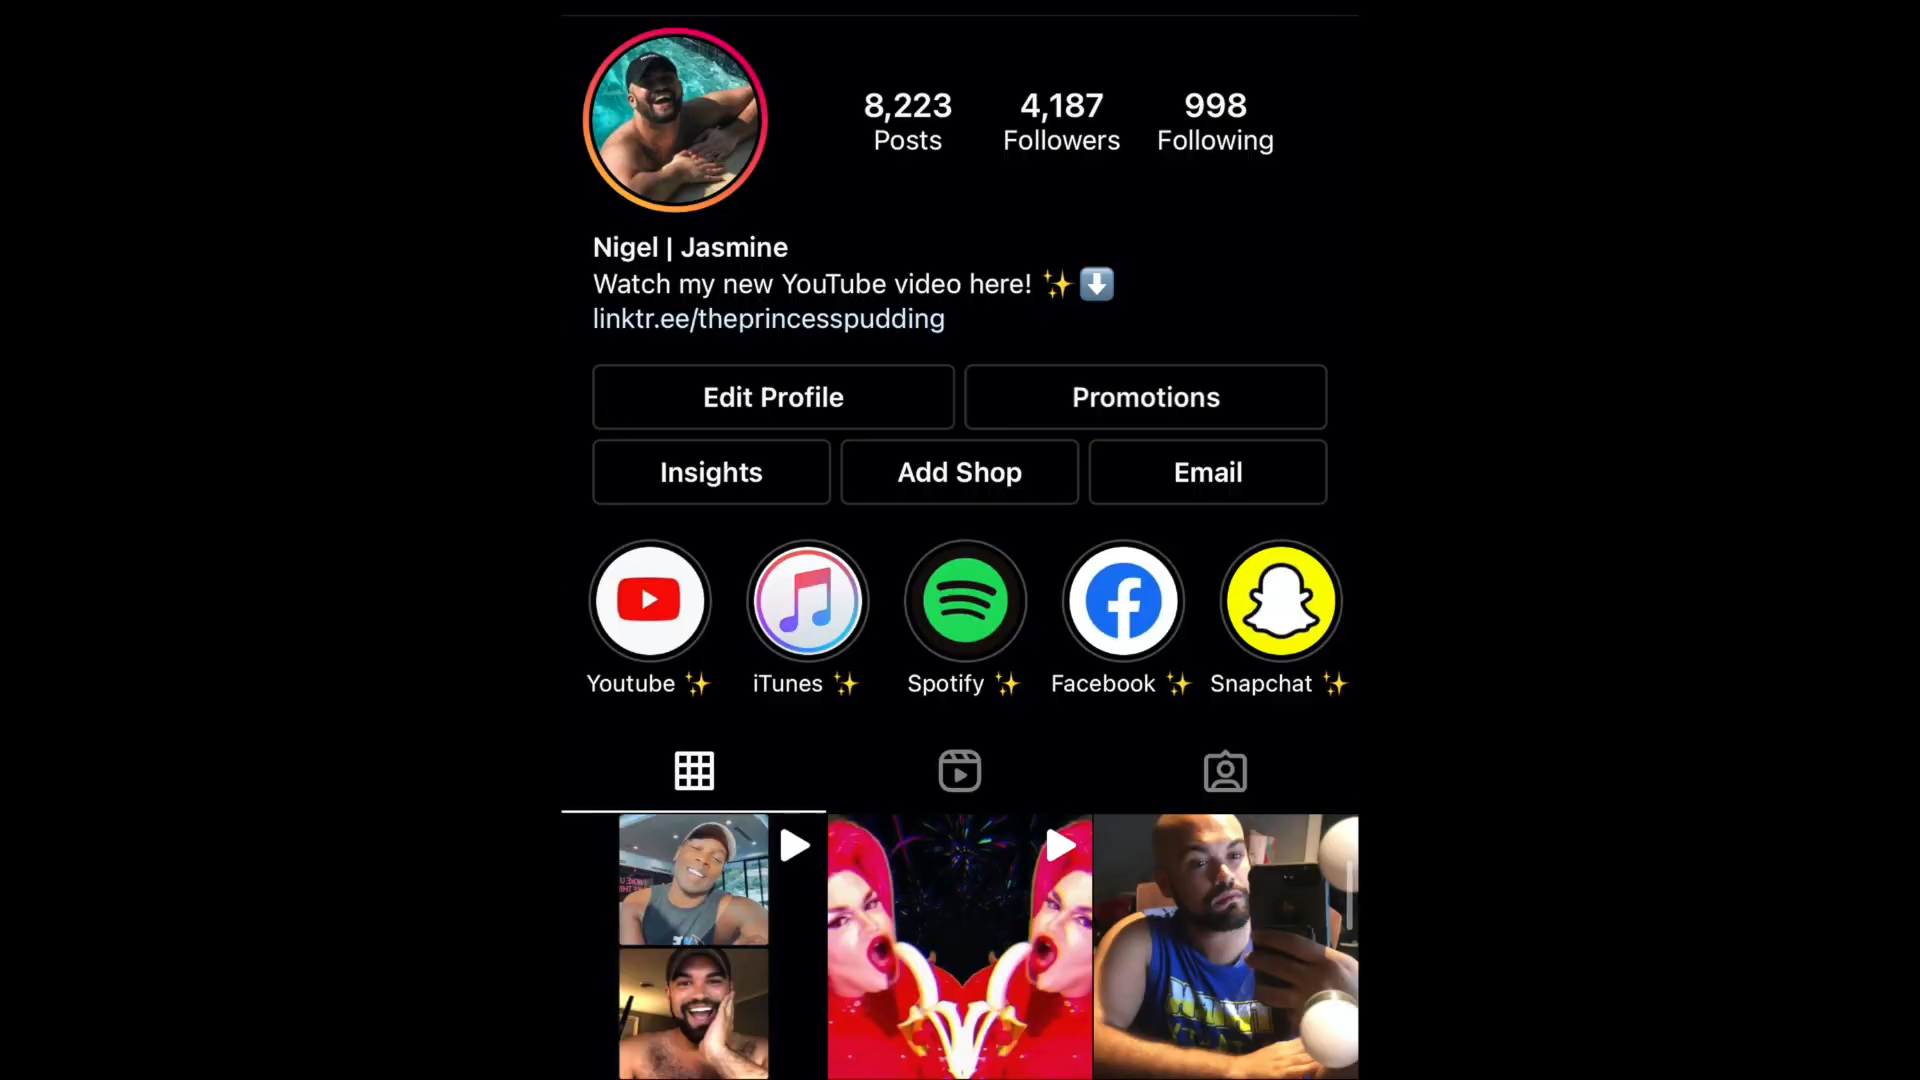 8,223 4,187 998
Posts Followers Following
Nigel | Jasmine
Watch my new YouTube video here! ✨⬇️
linktr.ee/theprincesspudding
Edit Profile Promotions
Insights Add Shop Email
Youtube ✨ iTunes ✨ Spotify ✨ Facebook ✨ Snapchat ✨